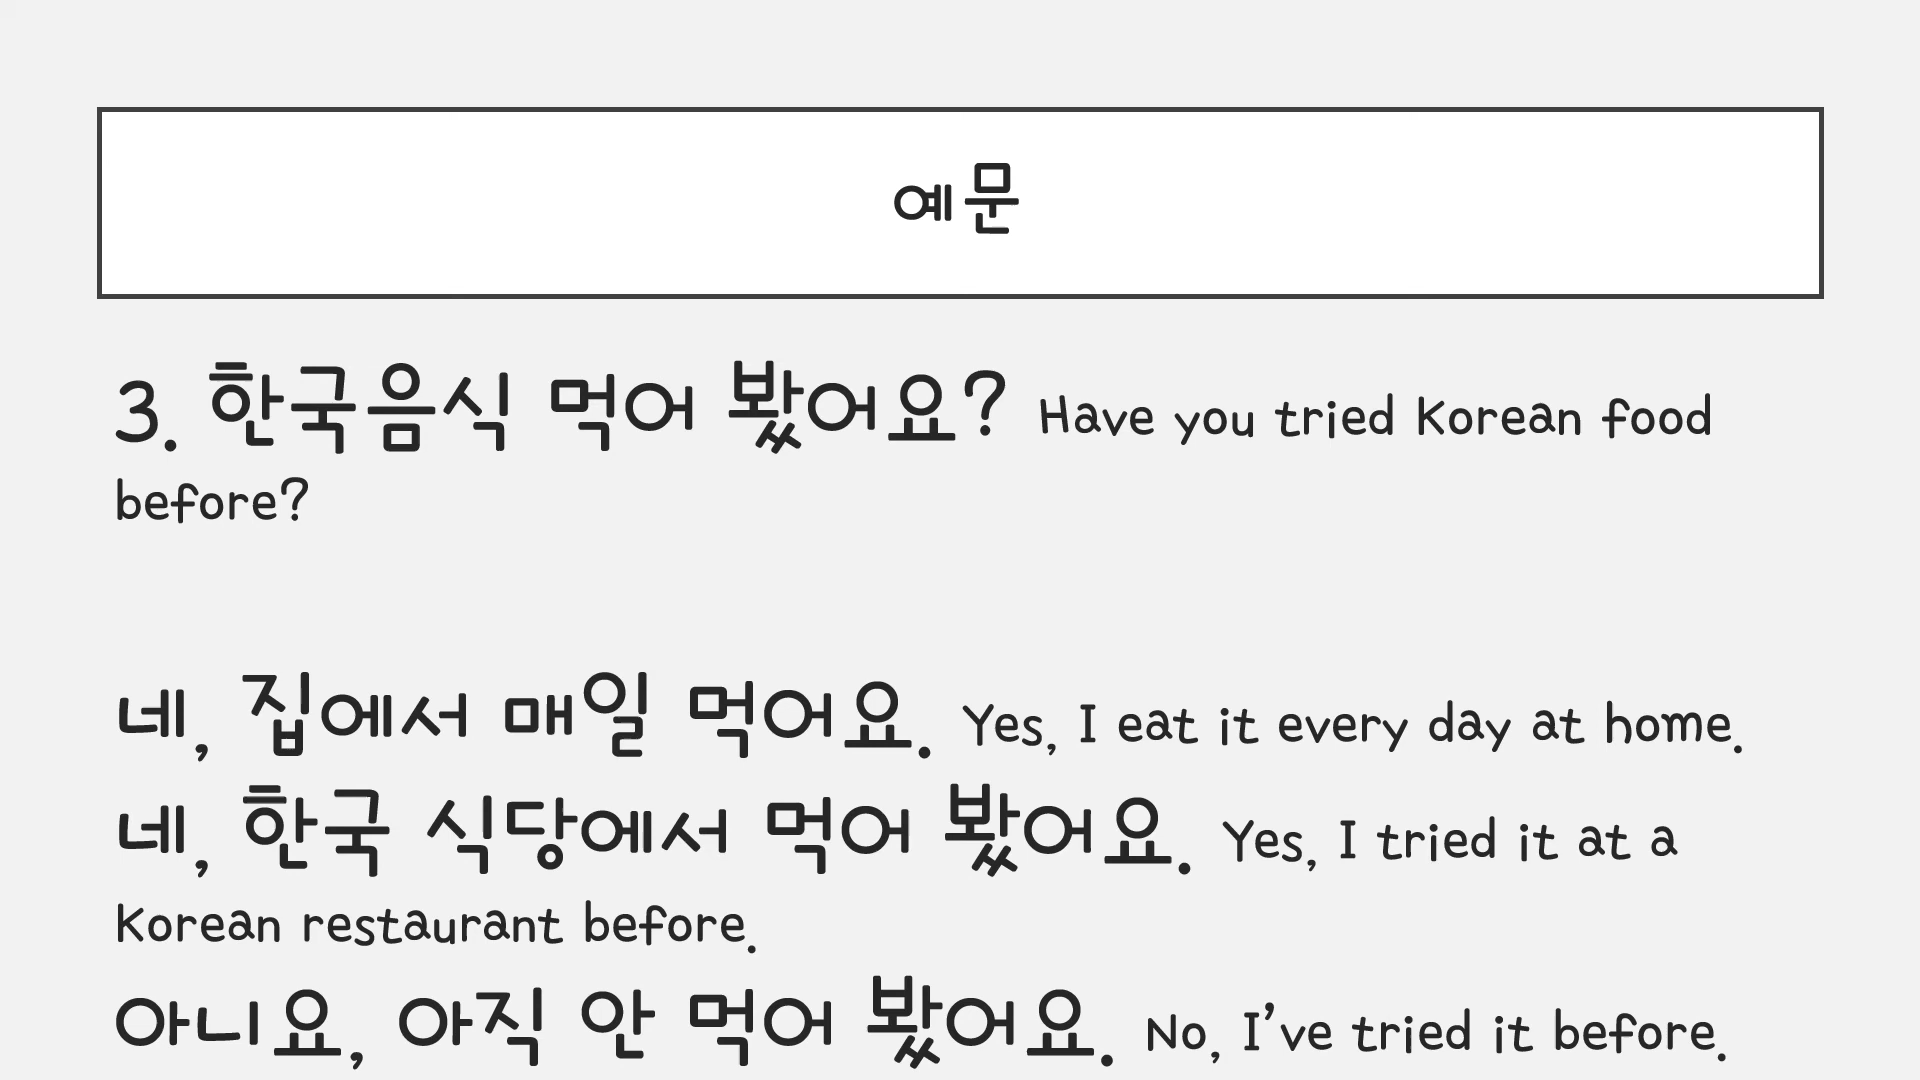 예문
3. 한국음식 먹어 봤어요? Have you tried Korean food
before?
네, 집에서 매일 먹어요. Yes, I eat it every day at home.
네, 한국 식당에서 먹어 봤어요. Yes, I tried it at a
Korean restaurant before.
아니요, 아직 안 먹어 봤어요. No, I’ve tried it before.